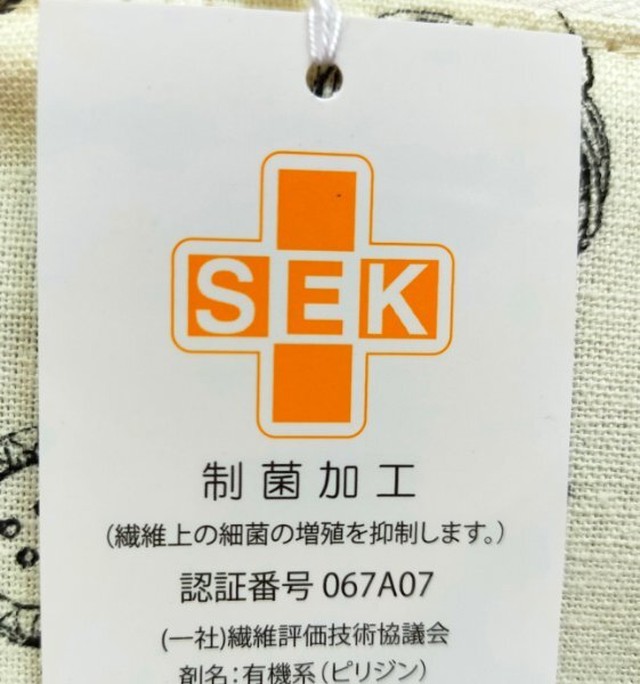 SEK
制菌加工
(繊維上の細菌の増殖を抑制します。)
認証番号 067A07
(一社)繊維評価技術協議会
剤名:有機系(ピリジン)